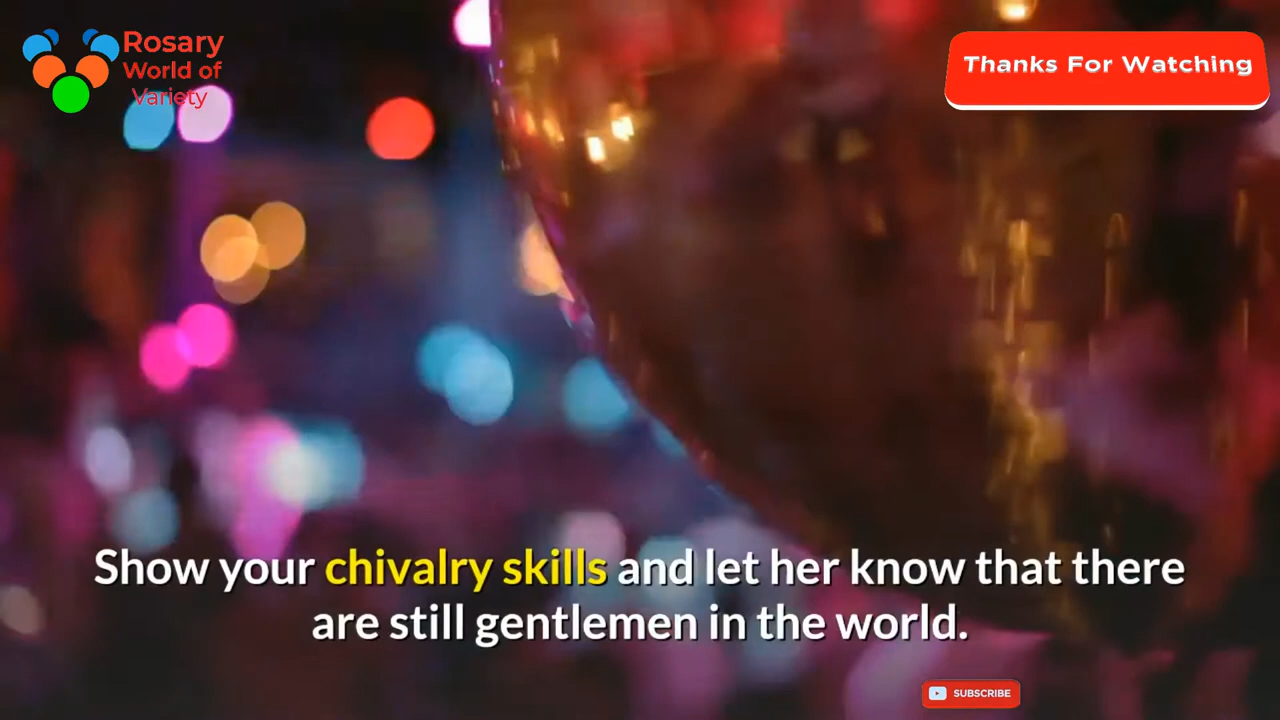 Rosary
World of
Variety
Thanks For Watching
Show your chivalry skills and let her know that there
are still gentlemen in the world.
SUBSCRIBE